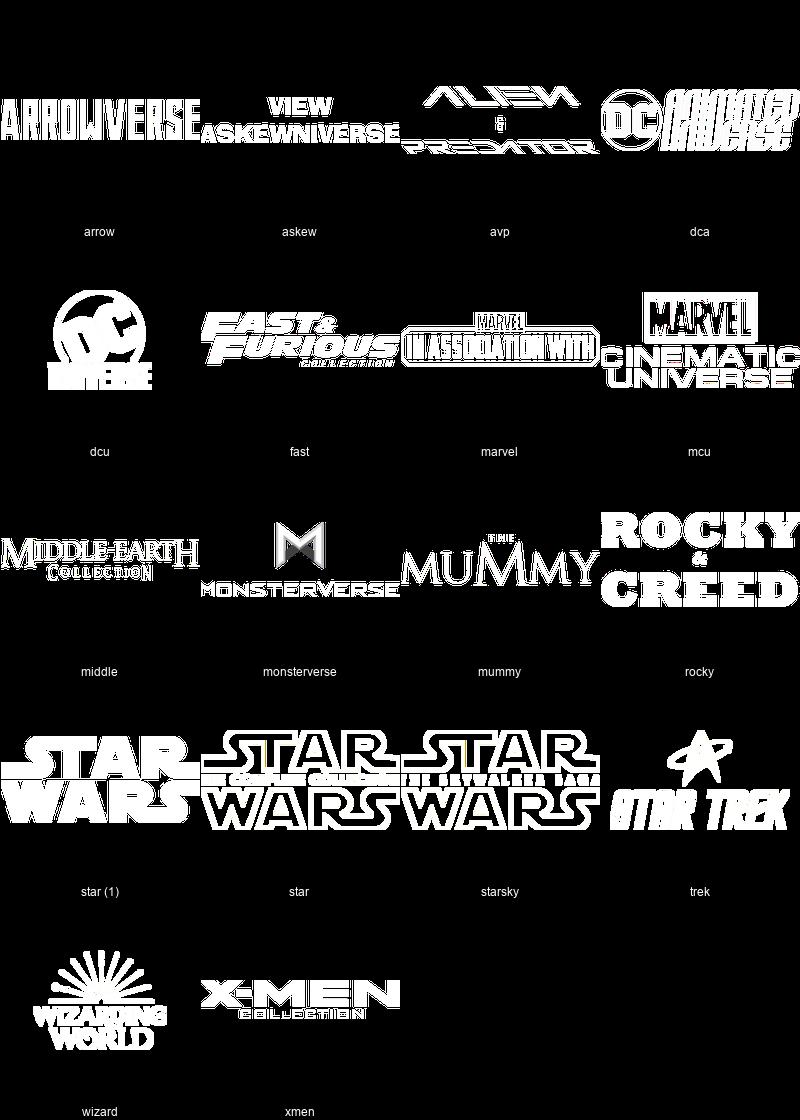 ARROWVERSE
VIEW
ASKEWNIVERSE
ALIEN
&
PREDATOR
DC ANIMATED
UNIVERSE
arrow
askew
avp
dca
DC
UNIVERSE
FAST &
FURIOUS
COLLECTION
MARVEL
IN ASSOCIATION WITH
MARVEL
CINEMATIC
UNIVERSE
dcu
fast
marvel
mcu
MIDDLE-EARTH
COLLECTION
M
MONSTERVERSE
THE
MUMMY
ROCKY
&
CREED
middle
monsterverse
mummy
rocky
STAR
WARS
STAR
THE COMPLETE COLLECTION
WARS
STAR
THE SKYWALKER SAGA
WARS
STAR TREK
star (1)
star
starsky
trek
WIZARDING
WORLD
X-MEN
COLLECTION
wizard
xmen